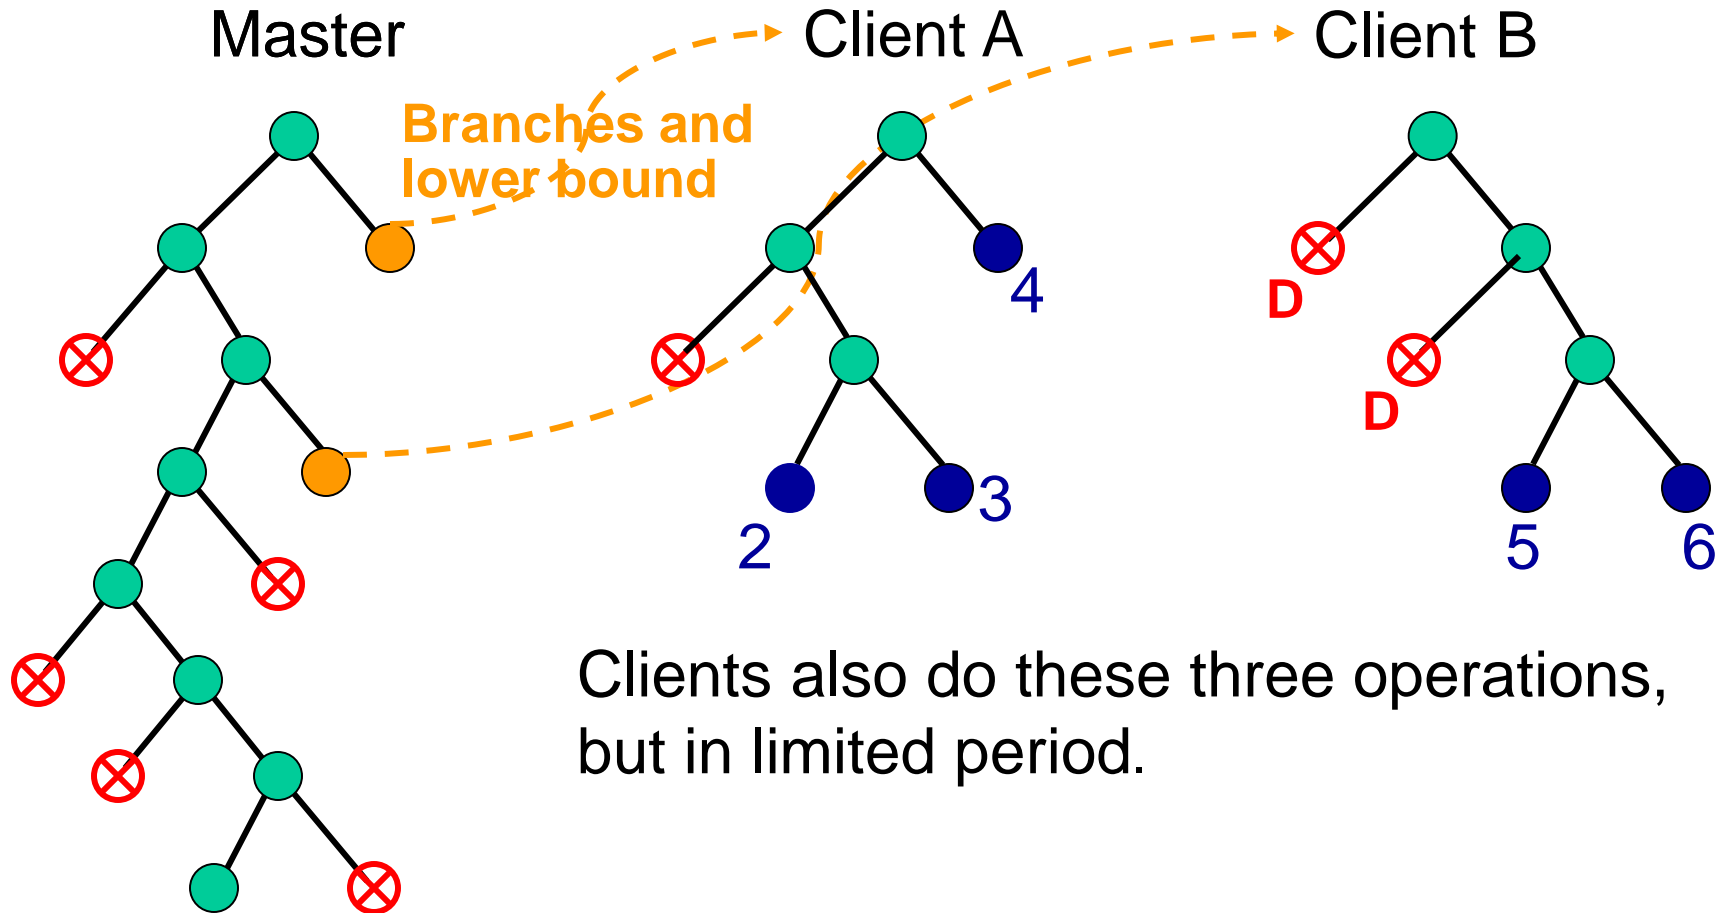 Master
Client A
Client B
Branches and
lower bound
4
D
D
2
3
5
6
Clients also do these three operations,
but in limited period.